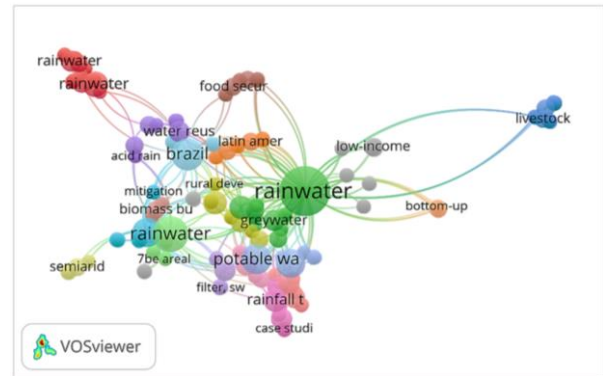 rainwater
rainwater
food secur
livestock
water reus
latin amer
low-income
acid rain
brazil
rural deve
mitigation
rainwater
biomass bu
bottom-up
greywater
rainwater
7be areal
potable wa
semiarid
filter, sw
rainfall t
case studi
VOSviewer